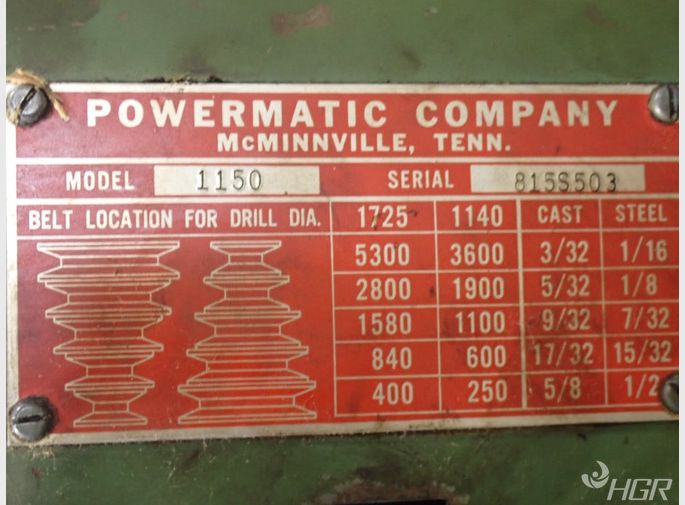 POWERMATIC COMPANY
McMINNVILLE, TENN.
MODEL 1150 SERIAL 815S503
BELT LOCATION FOR DRILL DIA. 1725 1140 CAST STEEL
5300 3600 3/32 1/16
2800 1900 5/32 1/8
1580 1100 9/32 7/32
840 600 17/32 15/32
400 250 5/8 1/2
HGR